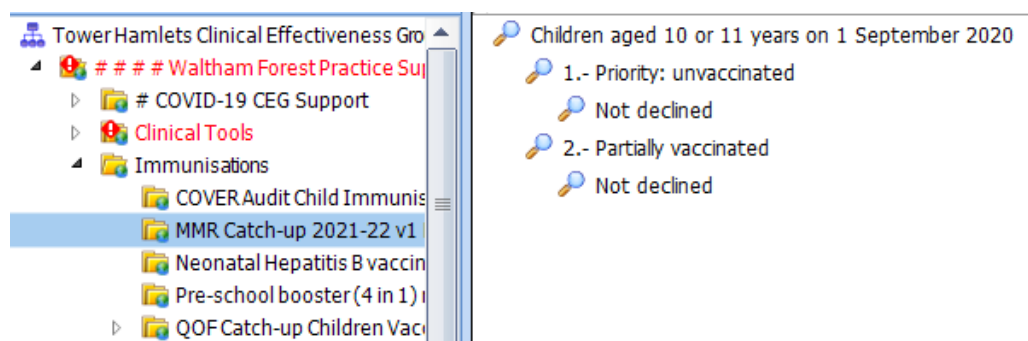 Tower Hamlets Clinical Effectiveness Gro
# # # # Waltham Forest Practice Su
# COVID-19 CEG Support
Clinical Tools
Immunisations
COVER Audit Child Immunis
MMR Catch-up 2021-22 v1
Neonatal Hepatitis B vaccin
Pre-school booster (4 in 1)
QOF Catch-up Children Vac
Children aged 10 or 11 years on 1 September 2020
1.- Priority: unvaccinated
Not declined
2.- Partially vaccinated
Not declined